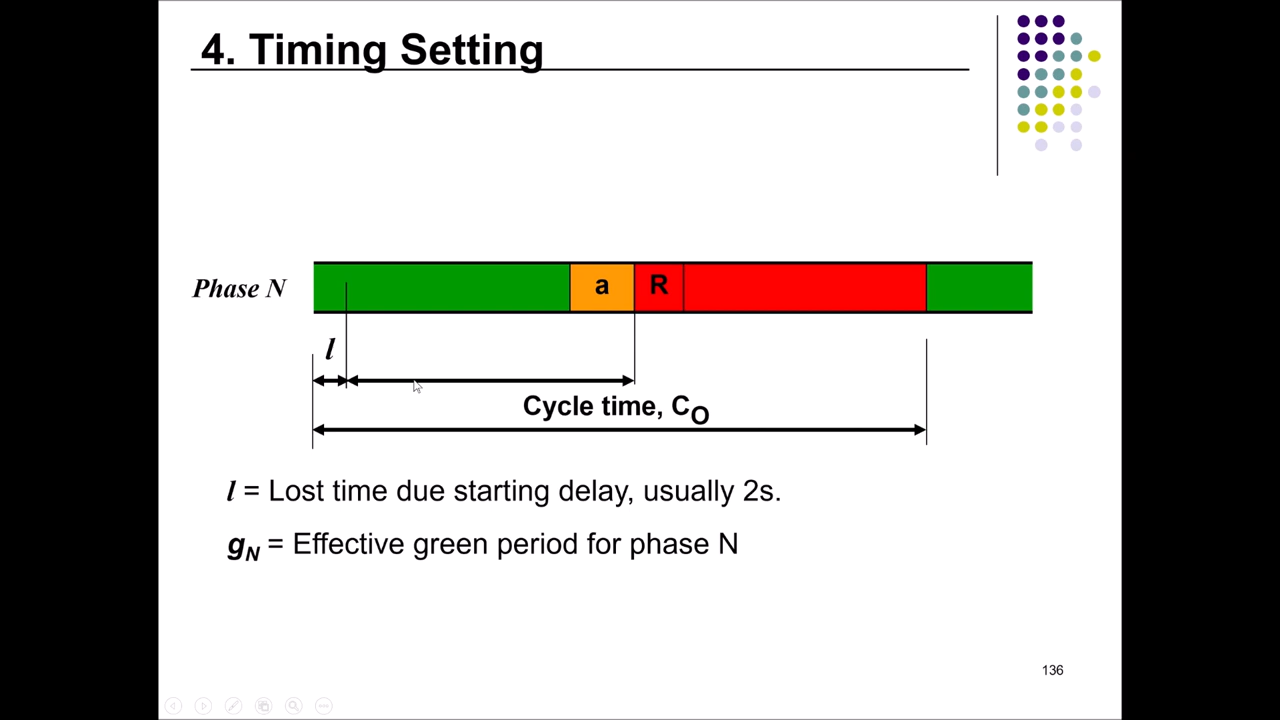 4. Timing Setting
Phase N
a
R
l
Cycle time, CO
l = Lost time due starting delay, usually 2s.
gN = Effective green period for phase N
136